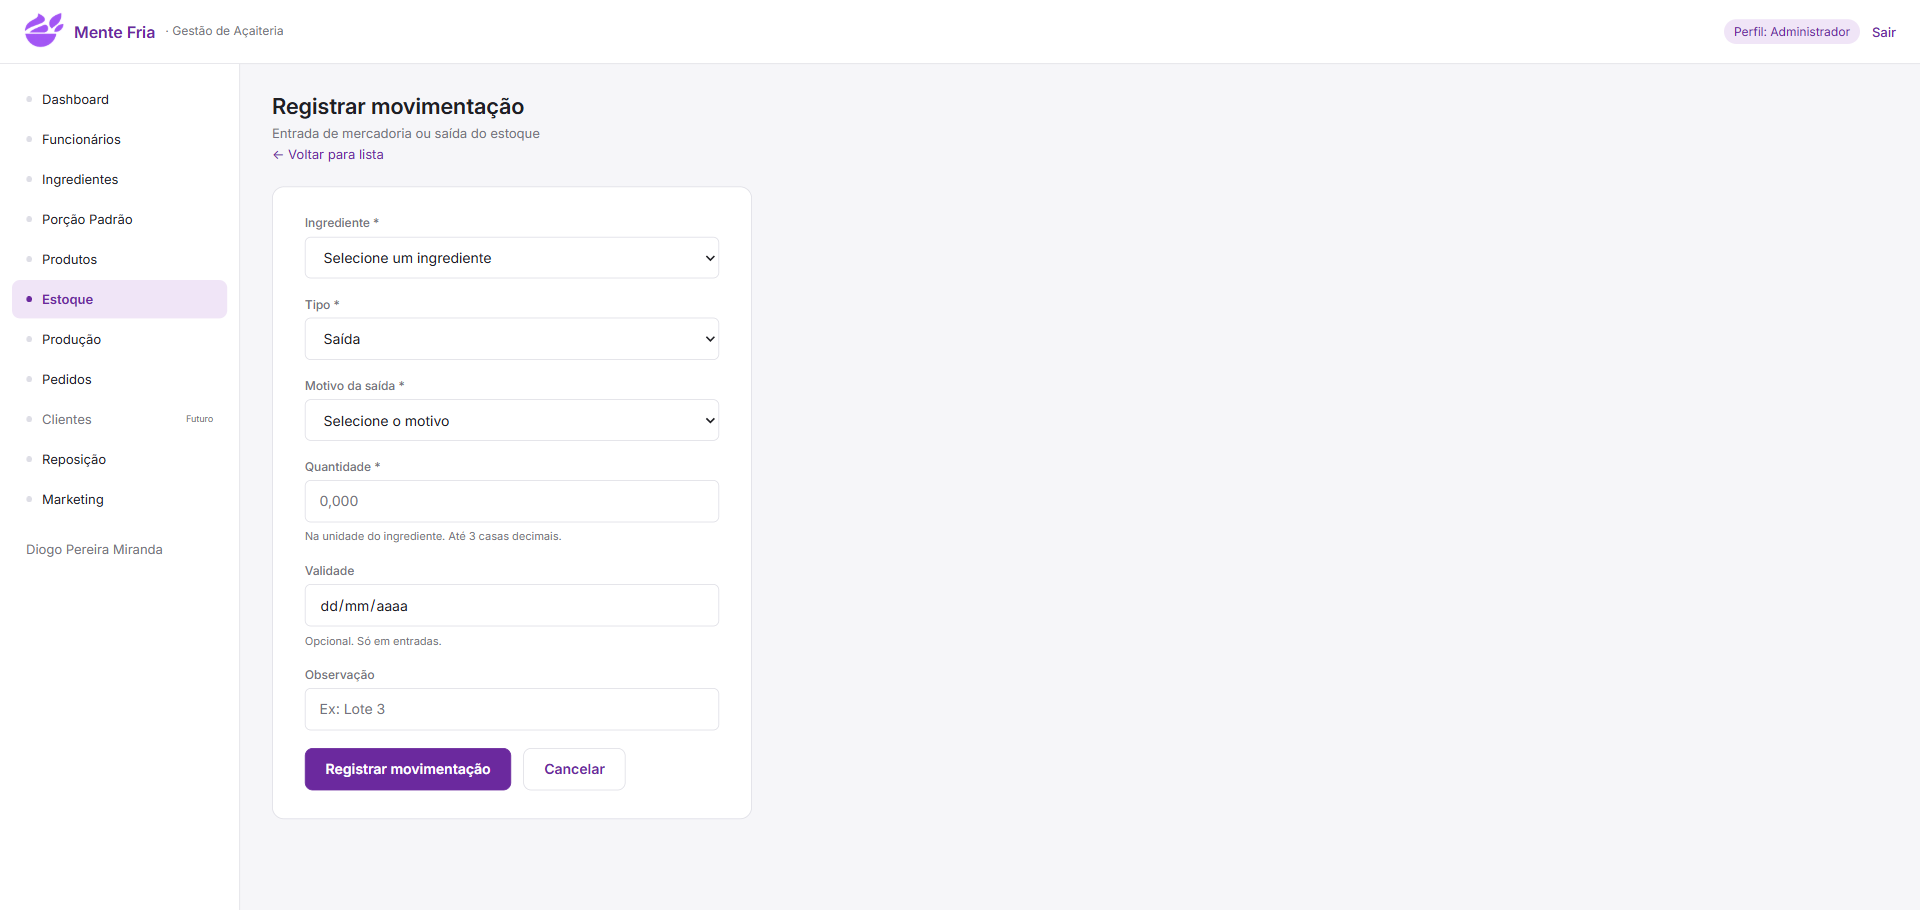 Mente Fria · Gestão de Açaiteria
Perfil: Administrador
Sair
Dashboard
Funcionários
Ingredientes
Porção Padrão
Produtos
Estoque
Produção
Pedidos
Clientes Futuro
Reposição
Marketing
Diogo Pereira Miranda
Registrar movimentação
Entrada de mercadoria ou saída do estoque
← Voltar para lista
Ingrediente *
Selecione um ingrediente
Tipo *
Saída
Motivo da saída *
Selecione o motivo
Quantidade *
0,000
Na unidade do ingrediente. Até 3 casas decimais.
Validade
dd/mm/aaaa
Opcional. Só em entradas.
Observação
Ex: Lote 3
Registrar movimentação
Cancelar